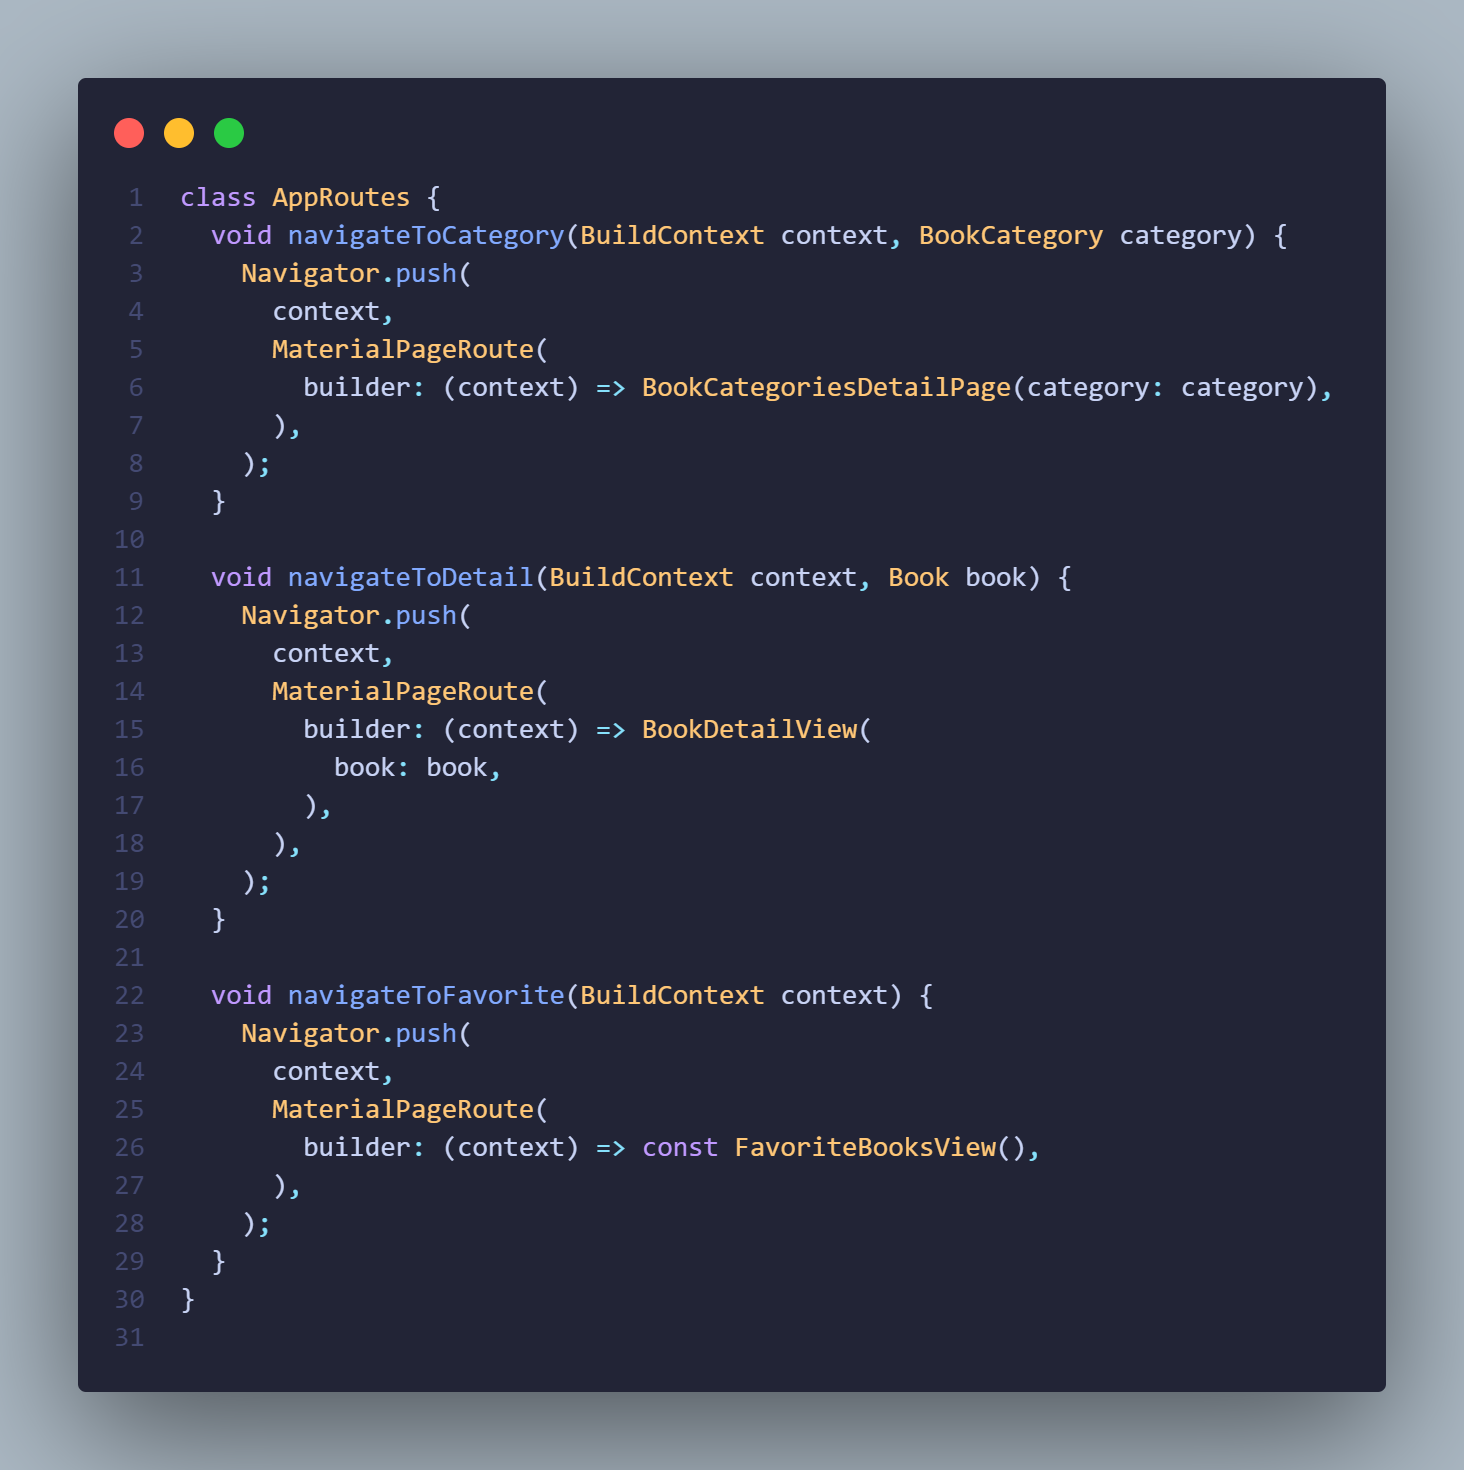 1 class AppRoutes {
2   void navigateToCategory(BuildContext context, BookCategory category) {
3     Navigator.push(
4       context,
5       MaterialPageRoute(
6         builder: (context) => BookCategoriesDetailPage(category: category),
7       ),
8     );
9   }
10
11   void navigateToDetail(BuildContext context, Book book) {
12     Navigator.push(
13       context,
14       MaterialPageRoute(
15         builder: (context) => BookDetailView(
16           book: book,
17         ),
18       ),
19     );
20   }
21
22   void navigateToFavorite(BuildContext context) {
23     Navigator.push(
24       context,
25       MaterialPageRoute(
26         builder: (context) => const FavoriteBooksView(),
27       ),
28     );
29   }
30 }
31